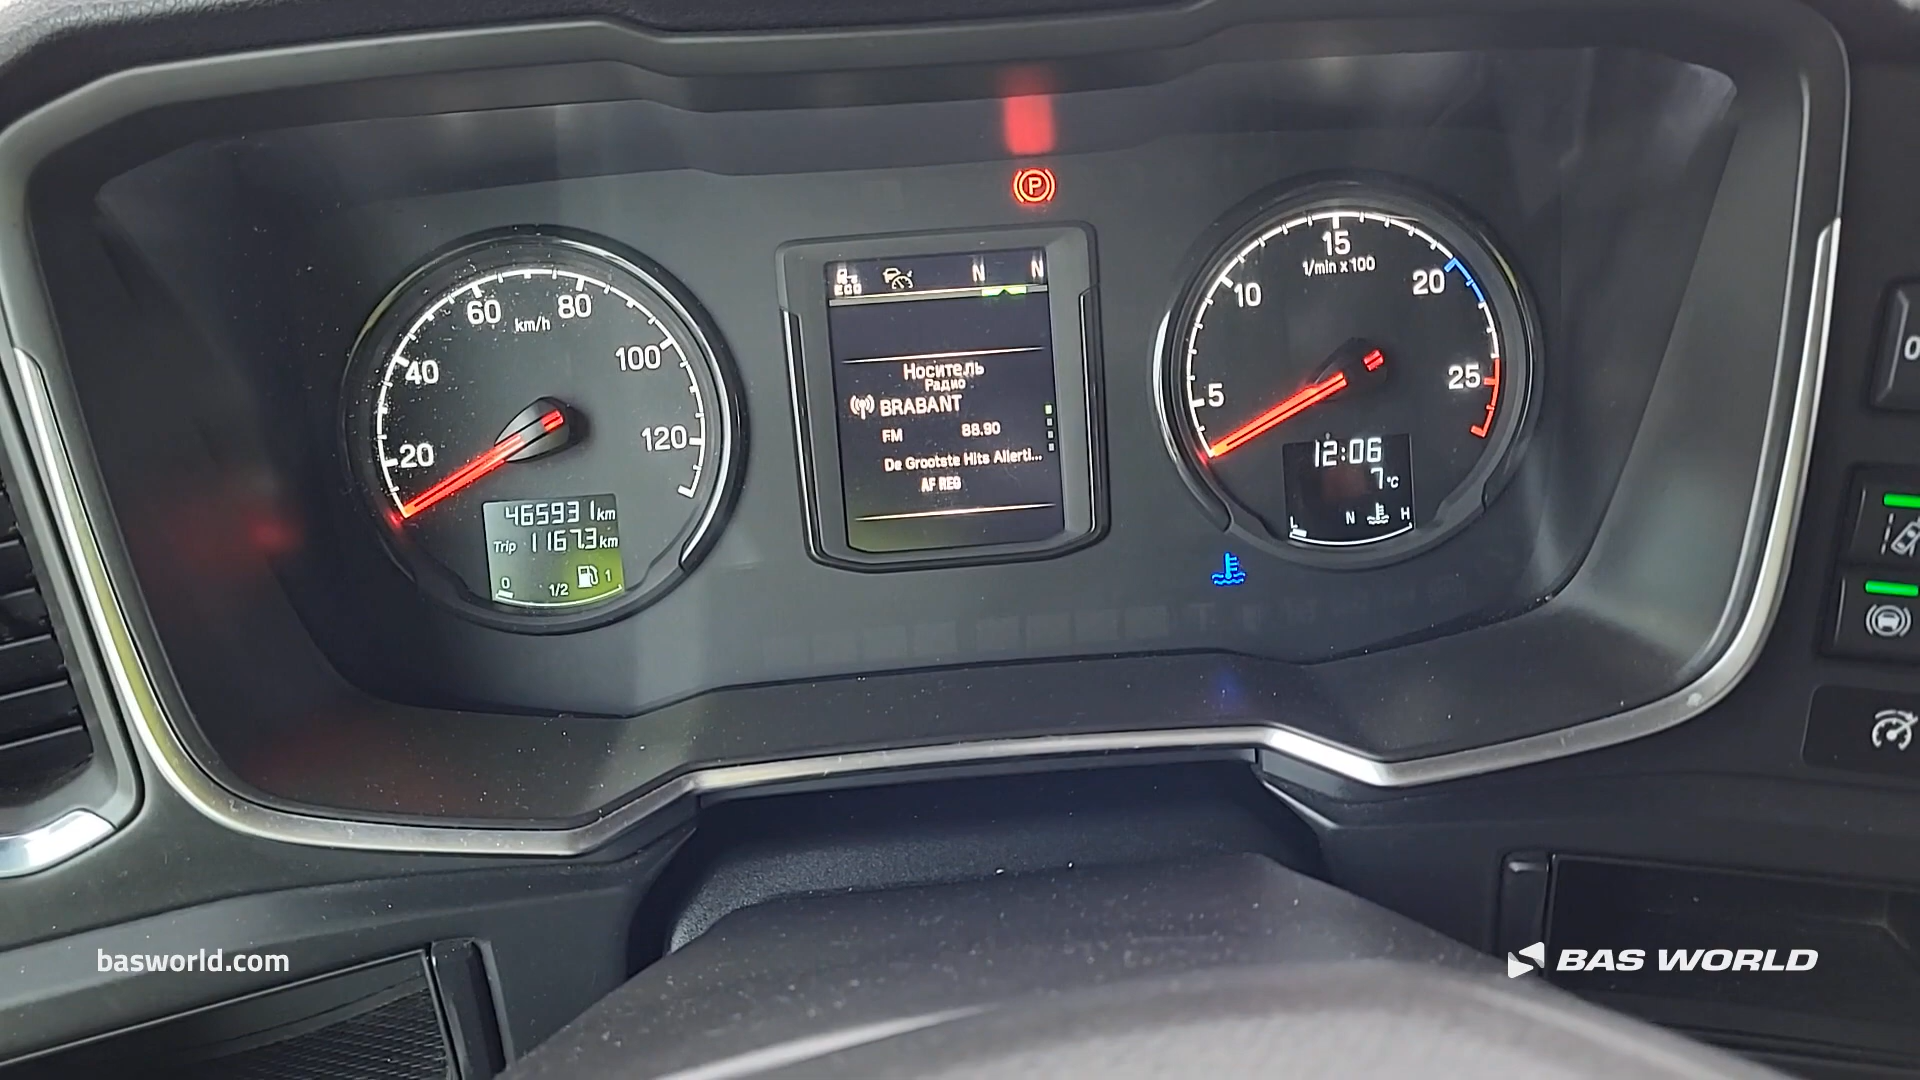 20
40
60
80
100
120
km/h
465931 km
Trip 1167.3 km
0 1/2 1
ECO
N N
Носитель
Радио
BRABANT
FM 88.90
De Grootste Hits Allerti...
AF REG
P
5
10
15
20
25
1/min x 100
12:06
7°C
L N H
0
basworld.com
BAS WORLD